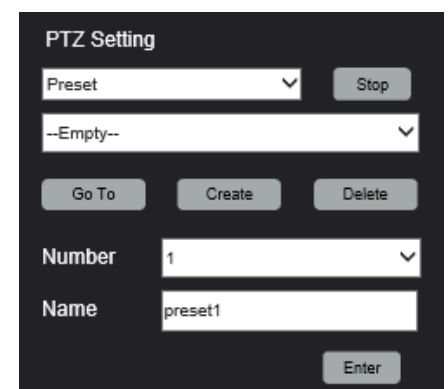 PTZ Setting
Preset Stop
--Empty--
Go To Create Delete
Number 1
Name preset1
Enter